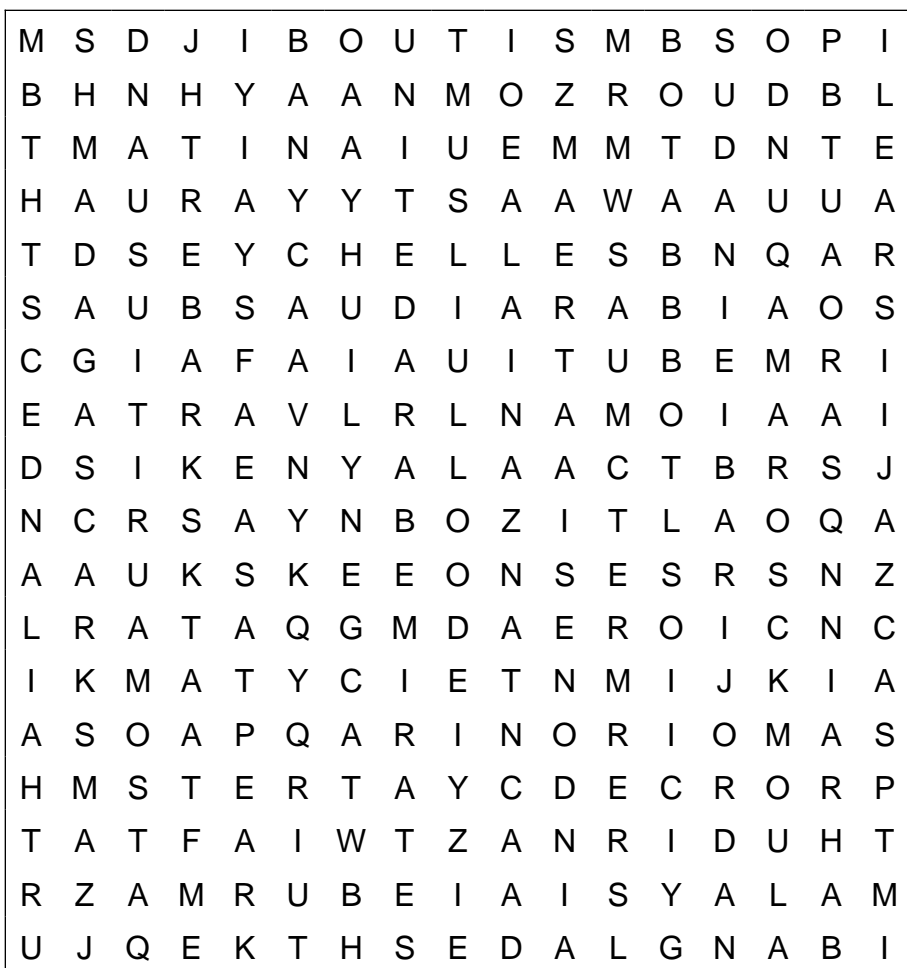 M S D J I B O U T I S M B S O P I
B H N H Y A A N M O Z R O U D B L
T M A T I N A I U E M M T D N T E
H A U R A Y Y T S A A W A A U U A
T D S E Y C H E L L E S B N Q A R
S A U B S A U D I A R A B I A O S
C G I A F A I A U I T U B E M R I
E A T R A V L R L N A M O I A A I
D S I K E N Y A L A A C T B R S J
N C R S A Y N B O Z I T L A O Q A
A A U K S K E E O N S E S R S N Z
L R A T A Q G M D A E R O I C N C
I K M A T Y C I E T N M I J K I A
A S O A P Q A R I N O R I O M A S
H M S T E R T A Y C D E C R O R P
T A T F A I W T Z A N R I D U H T
R Z A M R U B E I A I S Y A L A M
U J Q E K T H S E D A L G N A B I